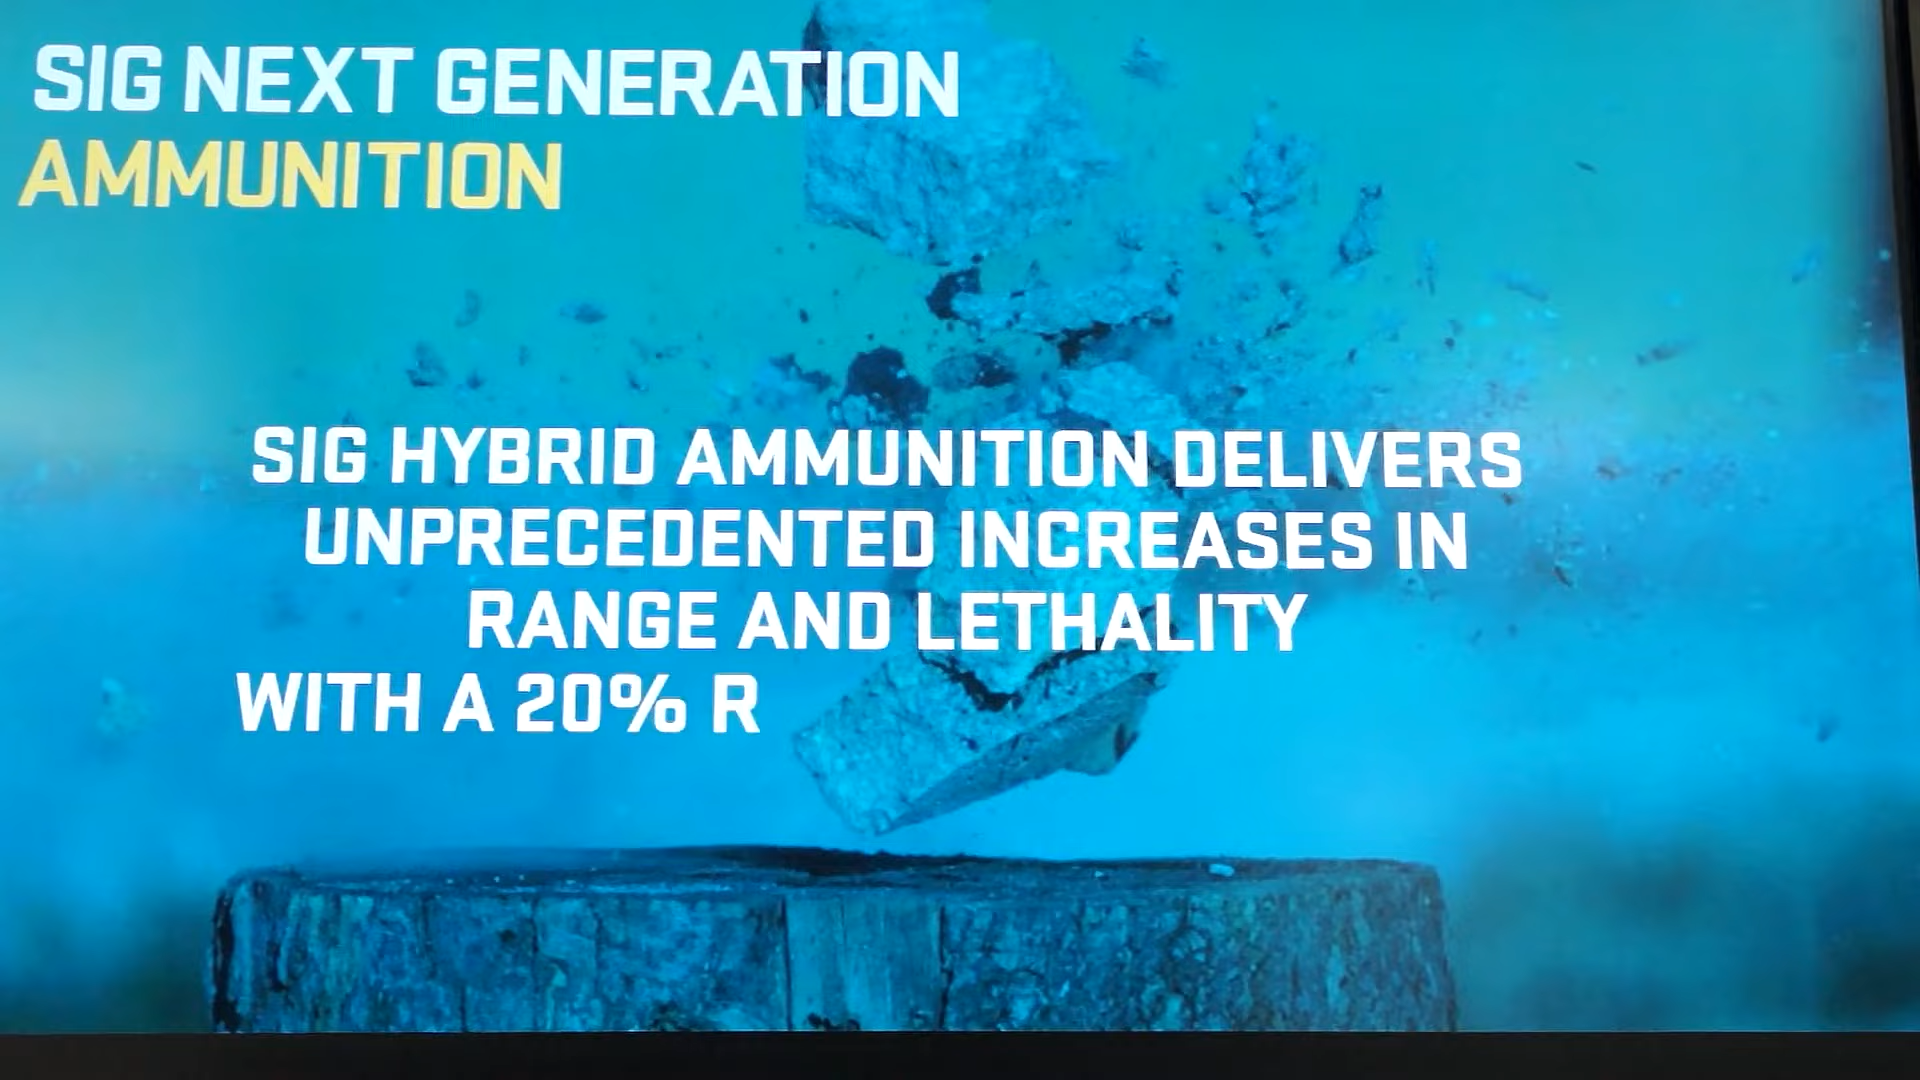 SIG NEXT GENERATION
AMMUNITION
SIG HYBRID AMMUNITION DELIVERS
UNPRECEDENTED INCREASES IN
RANGE AND LETHALITY
WITH A 20% R